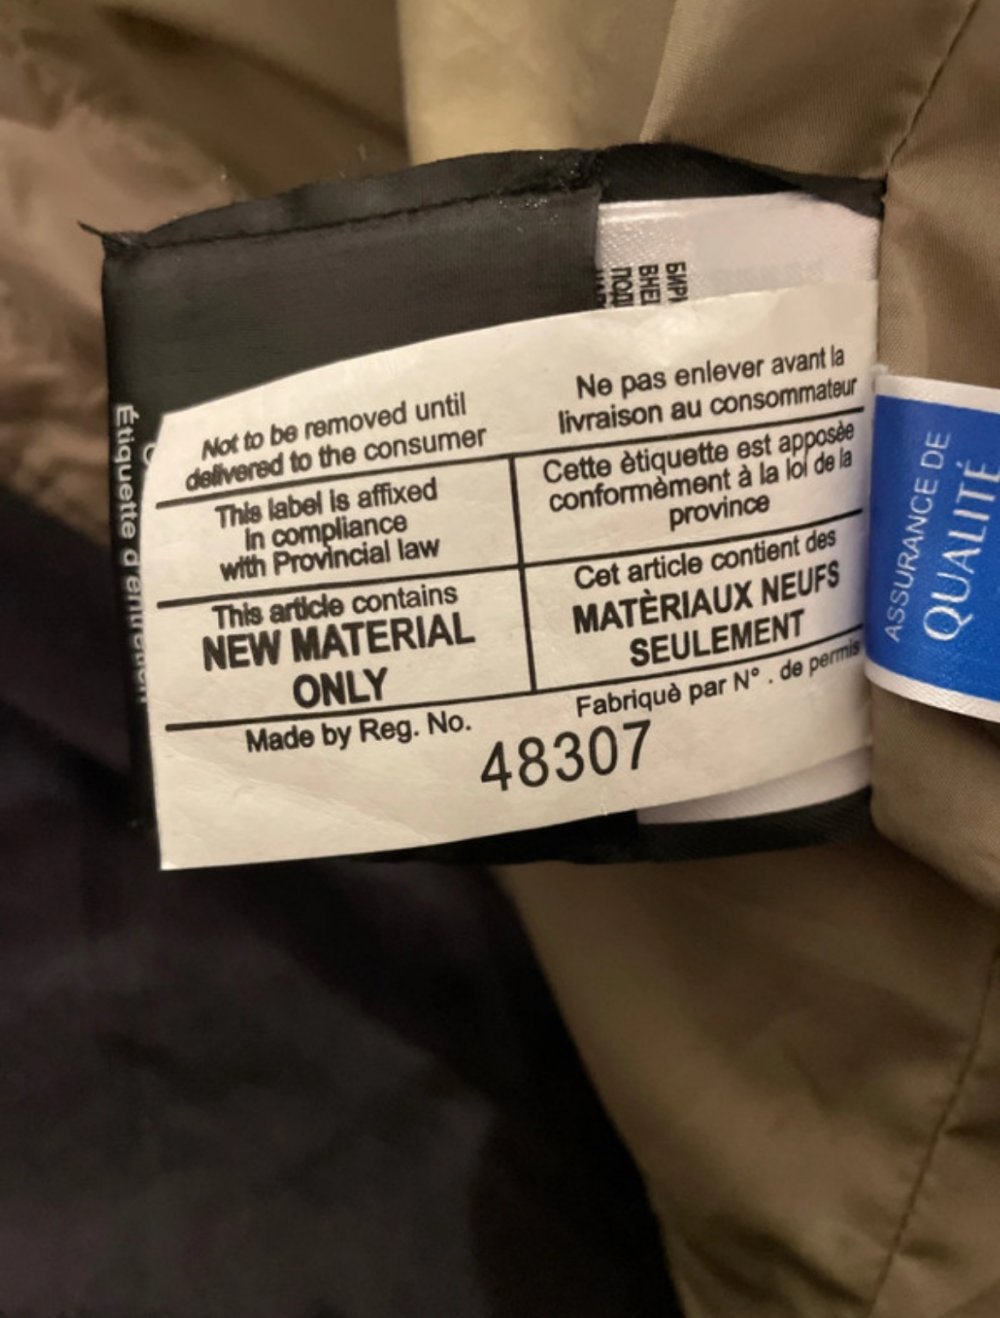 Not to be removed until
delivered to the consumer
Ne pas enlever avant la
livraison au consommateur
This label is affixed
in compliance
with Provincial law
Cette ètiquette est apposèe
conformèment à la loi de la
province
This article contains
NEW MATERIAL
ONLY
Cet article contient des
MATÈRIAUX NEUFS
SEULEMENT
Made by Reg. No.
Fabriquè par N° . de permis
48307
ASSURANCE DE
QUALITÉ
Étiquette d'entretien